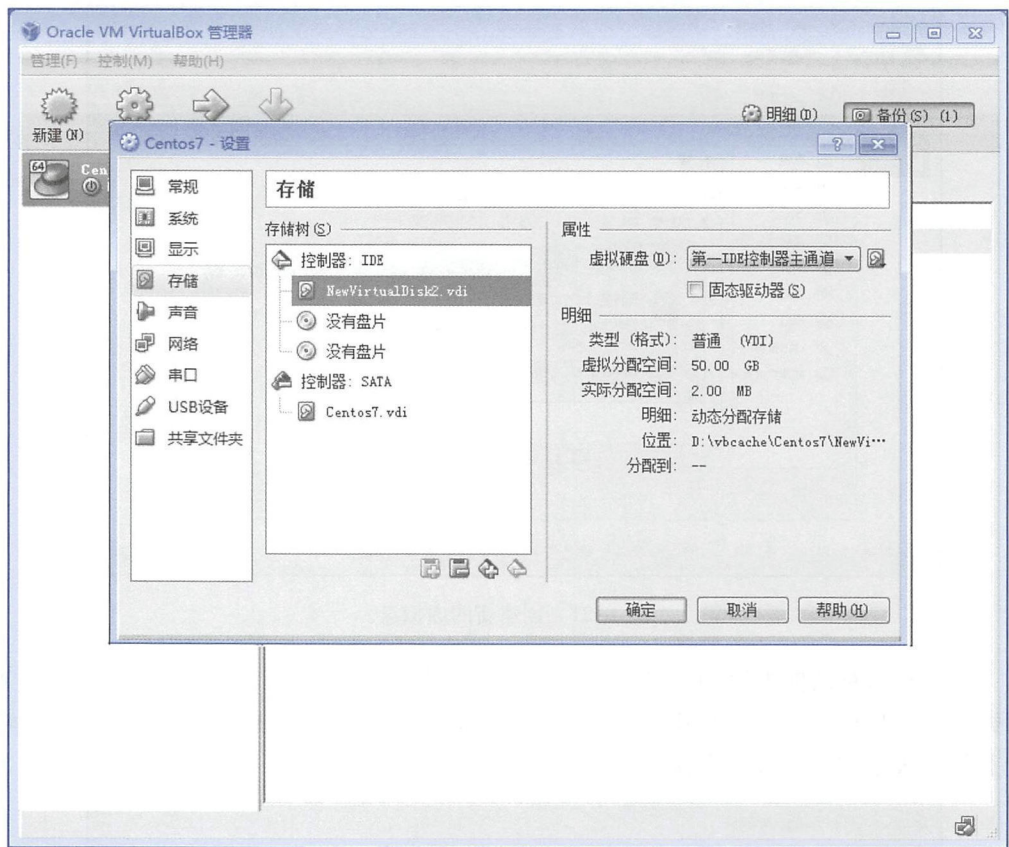 Oracle VM VirtualBox 管理器
管理(F) 控制(M) 帮助(H)
新建(N)
明细(D)
备份(S) (1)
64
Cen
Centos7 - 设置
常规
系统
显示
存储
声音
网络
串口
USB设备
共享文件夹
存储
存储树(S)
控制器: IDE
NewVirtualDisk2.vdi
没有盘片
没有盘片
控制器: SATA
Centos7.vdi
属性
虚拟硬盘(D): 第一IDE控制器主通道
固态驱动器(S)
明细
类型 (格式): 普通 (VDI)
虚拟分配空间: 50.00 GB
实际分配空间: 2.00 MB
明细: 动态分配存储
位置: D:\vbcache\Centos7\NewVi…
分配到: --
确定 取消 帮助(H)